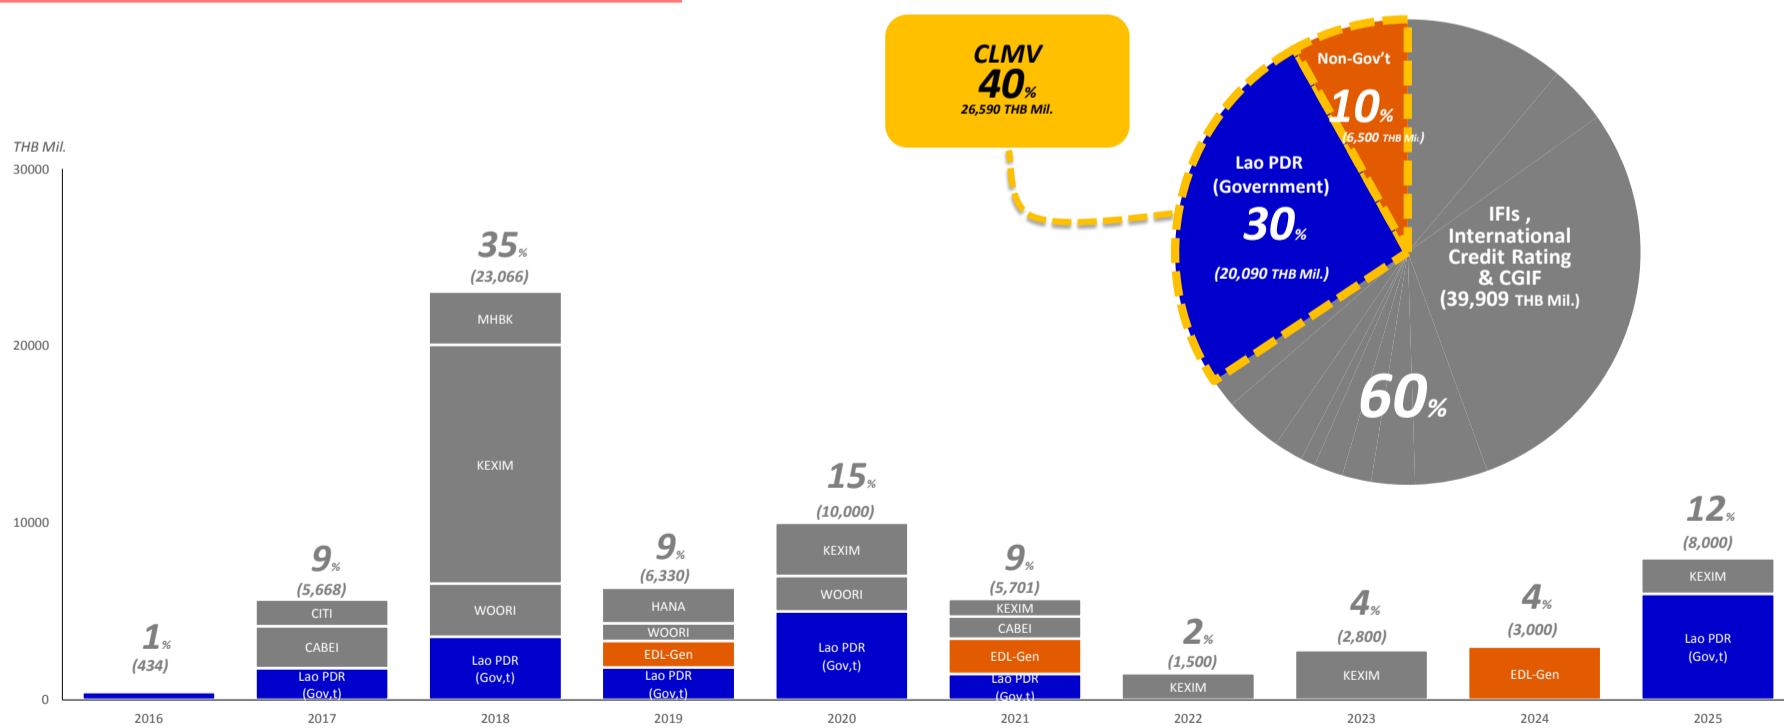 CLMV
40%
26,590 THB Mil.
Non-Gov't
10%
(6,500 THB Mil.)
Lao PDR
(Government)
30%
(20,090 THB Mil.)
IFIs ,
International
Credit Rating
& CGIF
(39,909 THB Mil.)
60%
THB Mil.
30000
20000
10000
0
1%
(434)
2016
9%
(5,668)
CITI
CABEI
Lao PDR
(Gov,t)
2017
35%
(23,066)
MHBK
KEXIM
WOORI
Lao PDR
(Gov,t)
2018
9%
(6,330)
HANA
WOORI
EDL-Gen
Lao PDR
(Gov,t)
2019
15%
(10,000)
KEXIM
WOORI
Lao PDR
(Gov,t)
2020
9%
(5,701)
KEXIM
CABEI
EDL-Gen
Lao PDR
(Gov,t)
2021
2%
(1,500)
KEXIM
2022
4%
(2,800)
KEXIM
2023
4%
(3,000)
EDL-Gen
2024
12%
(8,000)
KEXIM
Lao PDR
(Gov,t)
2025